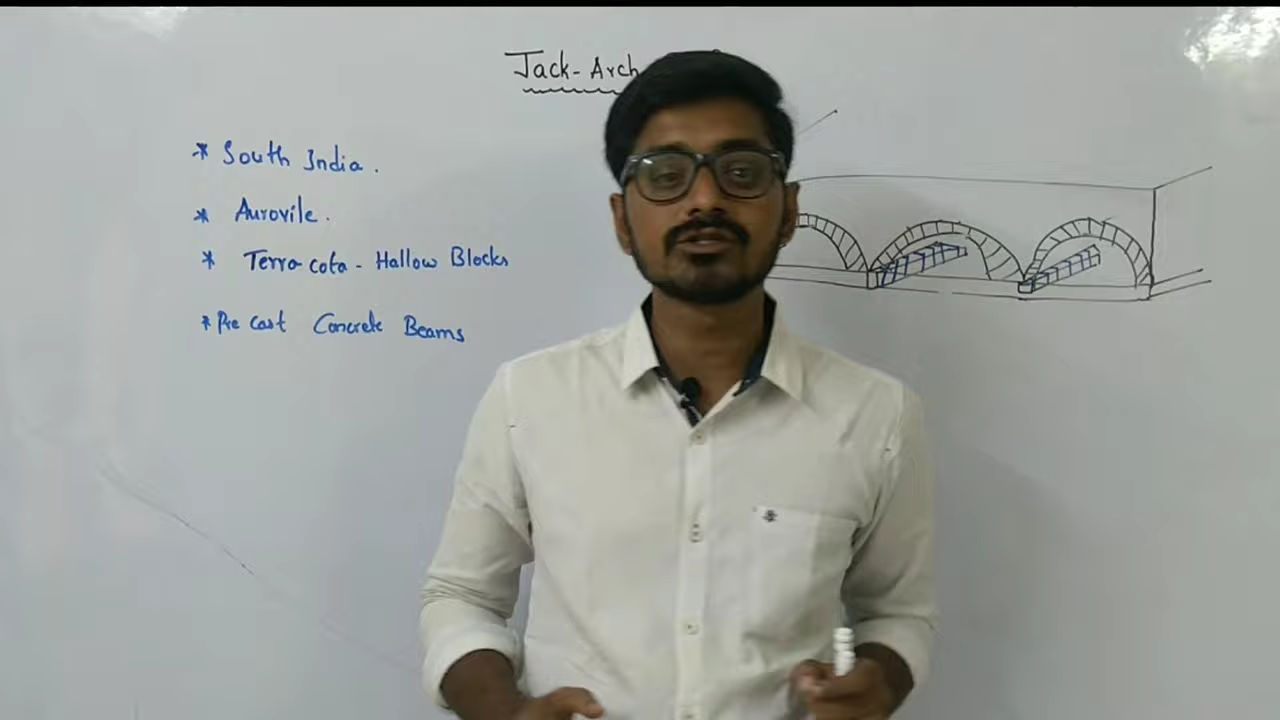 Jack-Arch
* South India.
* Aurovile.
* Terra cota - Hallow Blocks
* Pre cast Concrete Beams